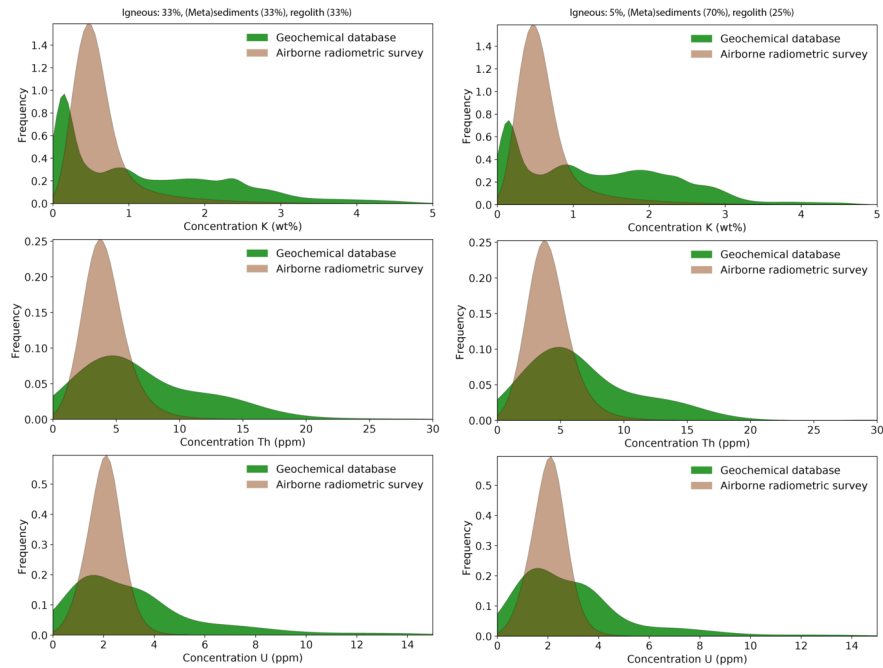 Igneous: 33%, (Meta)sediments (33%), regolith (33%)
Geochemical database
Airborne radiometric survey
Frequency
1.4
1.2
1.0
0.8
0.6
0.4
0.2
0.0
0 1 2 3 4 5
Concentration K (wt%)
Geochemical database
Airborne radiometric survey
Frequency
0.25
0.20
0.15
0.10
0.05
0.00
0 5 10 15 20 25 30
Concentration Th (ppm)
Geochemical database
Airborne radiometric survey
Frequency
0.5
0.4
0.3
0.2
0.1
0.0
0 2 4 6 8 10 12 14
Concentration U (ppm)
Igneous: 5%, (Meta)sediments (70%), regolith (25%)
Geochemical database
Airborne radiometric survey
Frequency
1.4
1.2
1.0
0.8
0.6
0.4
0.2
0.0
0 1 2 3 4 5
Concentration K (wt%)
Geochemical database
Airborne radiometric survey
Frequency
0.25
0.20
0.15
0.10
0.05
0.00
0 5 10 15 20 25 30
Concentration Th (ppm)
Geochemical database
Airborne radiometric survey
Frequency
0.5
0.4
0.3
0.2
0.1
0.0
0 2 4 6 8 10 12 14
Concentration U (ppm)